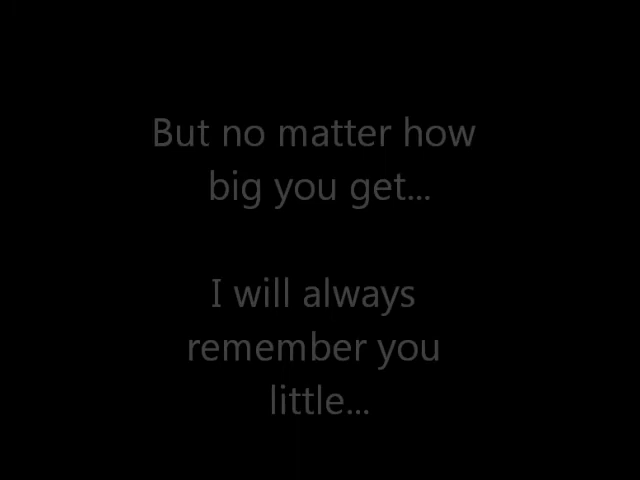 But no matter how
big you get...
I will always
remember you
little...